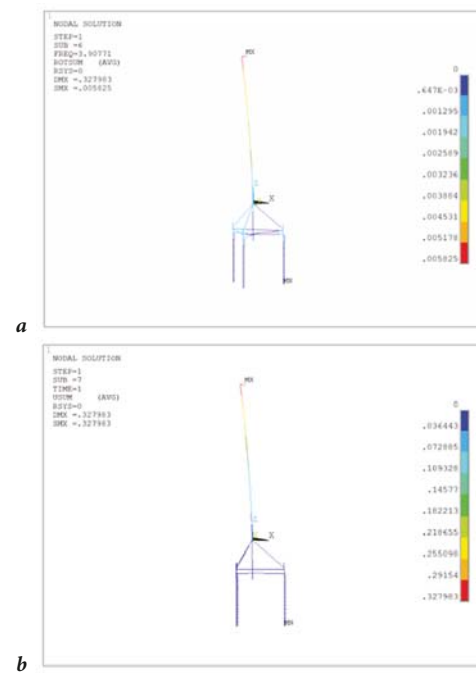 1
NODAL SOLUTION
STEP=1
SUB =6
FREQ=3.90771
ROTSUM (AVG)
RSYS=0
DMX =.327983
SMX =.005825
MX
X
MN
0
.647E-03
.001295
.001942
.002589
.003236
.003884
.004531
.005178
.005825
a
1
NODAL SOLUTION
STEP=1
SUB =7
TIME=1
USUM (AVG)
RSYS=0
DMX =.327983
SMX =.327983
MX
X
MN
0
.036443
.072885
.109328
.14577
.182213
.218655
.255098
.29154
.327983
b